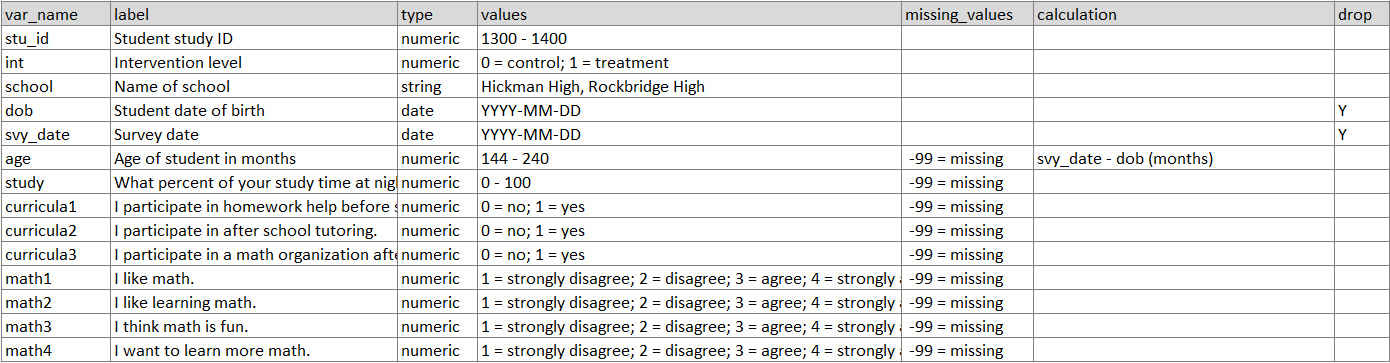 var_name label type values missing_values calculation drop
stu_id Student study ID numeric 1300 - 1400
int Intervention level numeric 0 = control; 1 = treatment
school Name of school string Hickman High, Rockbridge High
dob Student date of birth date YYYY-MM-DD Y
svy_date Survey date date YYYY-MM-DD Y
age Age of student in months numeric 144 - 240 -99 = missing svy_date - dob (months)
study What percent of your study time at numeric 0 - 100 -99 = missing
curricula1 I participate in homework help before numeric 0 = no; 1 = yes -99 = missing
curricula2 I participate in after school tutoring. numeric 0 = no; 1 = yes -99 = missing
curricula3 I participate in a math organization numeric 0 = no; 1 = yes -99 = missing
math1 I like math. numeric 1 = strongly disagree; 2 = disagree; 3 = agree; 4 = strongly -99 = missing
math2 I like learning math. numeric 1 = strongly disagree; 2 = disagree; 3 = agree; 4 = strongly -99 = missing
math3 I think math is fun. numeric 1 = strongly disagree; 2 = disagree; 3 = agree; 4 = strongly -99 = missing
math4 I want to learn more math. numeric 1 = strongly disagree; 2 = disagree; 3 = agree; 4 = strongly -99 = missing